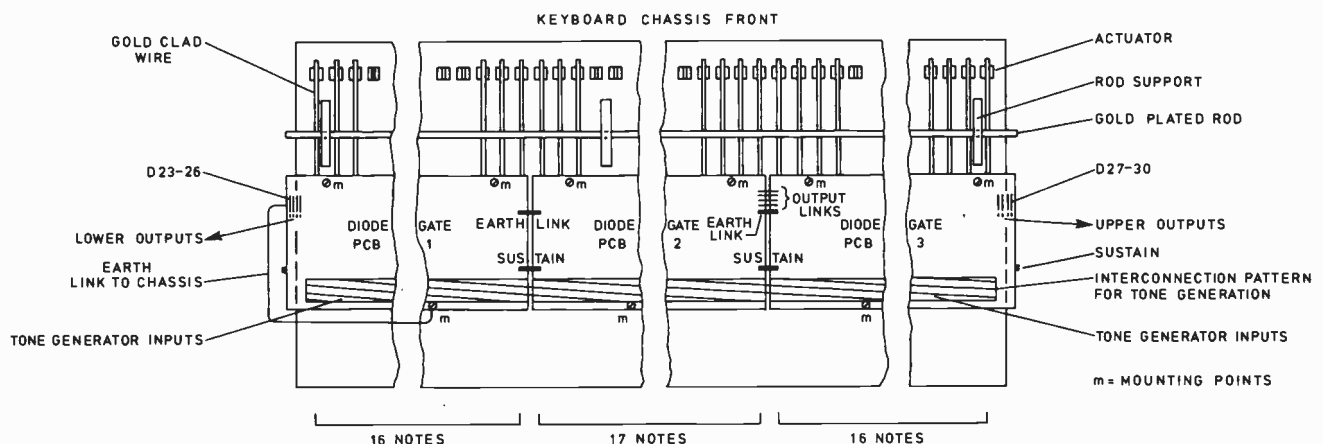 KEYBOARD CHASSIS FRONT
GOLD CLAD
WIRE
ACTUATOR
ROD SUPPORT
GOLD PLATED ROD
D23-26
D27-30
m
m
m
m
m
m
OUTPUT
LINKS
LOWER OUTPUTS
DIODE GATE
PCB 1
EARTH LINK
DIODE GATE
PCB 2
EARTH
LINK
DIODE GATE
PCB 3
UPPER OUTPUTS
EARTH
LINK TO CHASSIS
SUSTAIN
SUSTAIN
SUSTAIN
INTERCONNECTION PATTERN
FOR TONE GENERATION
TONE GENERATOR INPUTS
m
m
m
TONE GENERATOR INPUTS
m = MOUNTING POINTS
16 NOTES
17 NOTES
16 NOTES